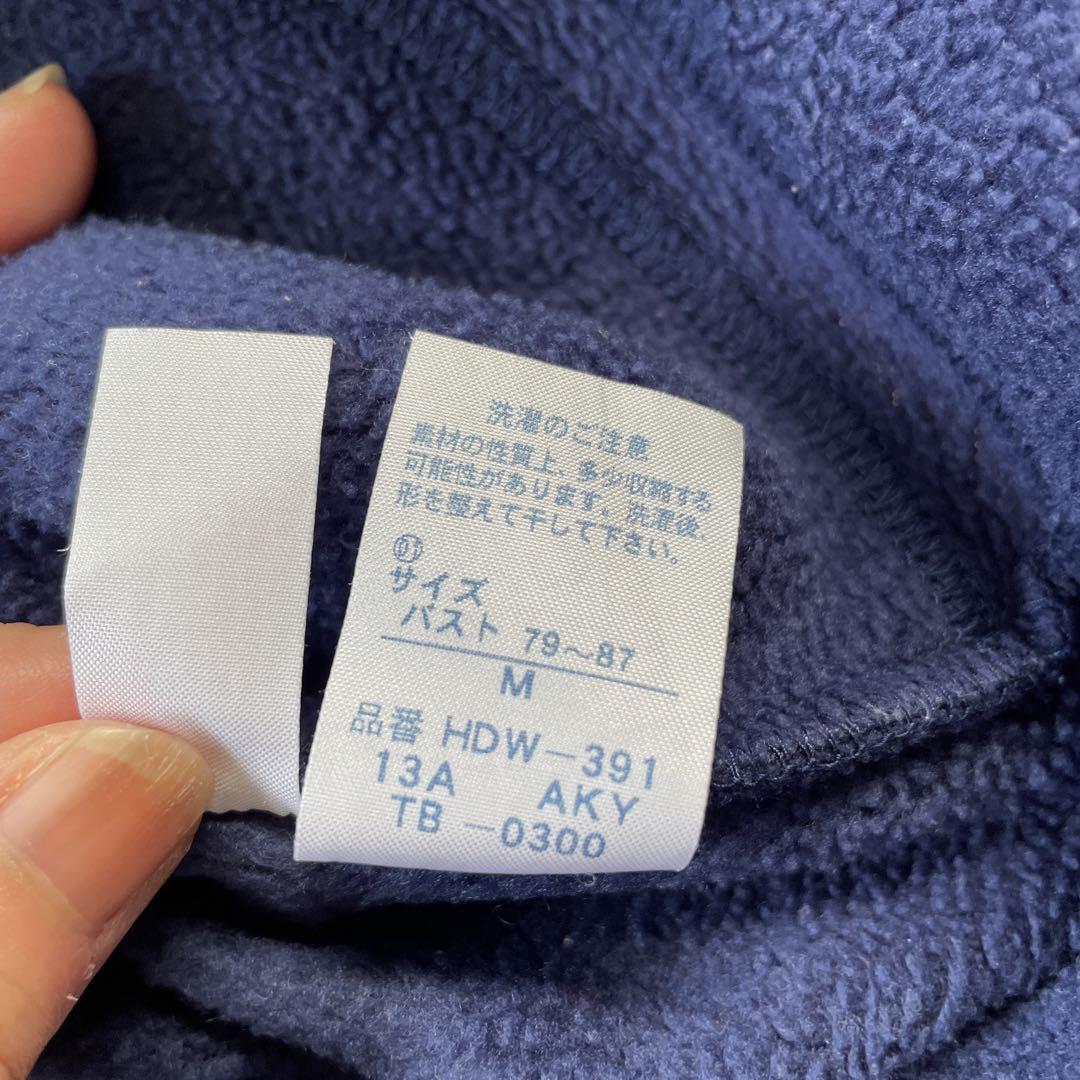 洗濯のご注意
素材の性質上、多少収縮する
可能性があります。洗濯後、
形を整えて干して下さい。
07
サイズ
バスト 79～87
M
品番 HDW-391
13A AKY
TB -0300